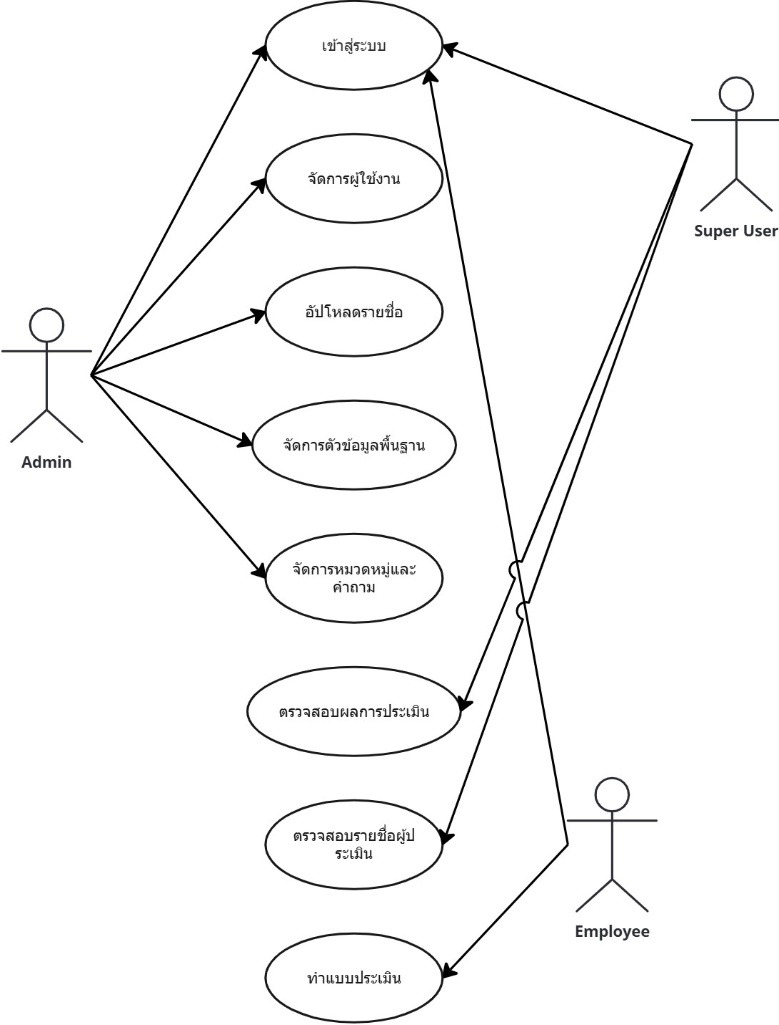 เข้าสู่ระบบ
จัดการผู้ใช้งาน
Super User
อัปโหลดรายชื่อ
จัดการตัวข้อมูลพื้นฐาน
Admin
จัดการหมวดหมู่และ
คำถาม
ตรวจสอบผลการประเมิน
ตรวจสอบรายชื่อผู้ป
ระเมิน
Employee
ทำแบบประเมิน